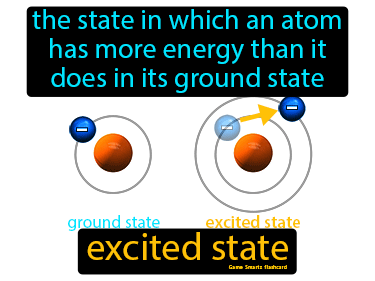 the state in which an atom
has more energy than it
does in its ground state
ground state
excited state
excited state
Game Smartz flashcard